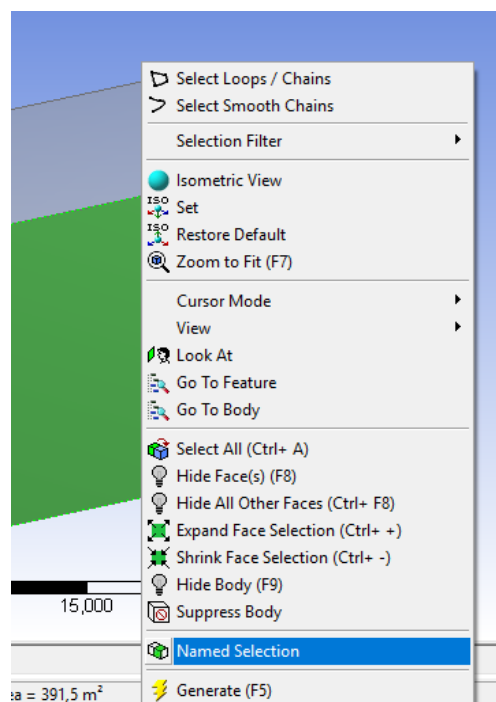 Select Loops / Chains
Select Smooth Chains
Selection Filter
Isometric View
ISO
Set
ISO
Restore Default
Zoom to Fit (F7)
Cursor Mode
View
Look At
Go To Feature
Go To Body
Select All (Ctrl+ A)
Hide Face(s) (F8)
Hide All Other Faces (Ctrl+ F8)
Expand Face Selection (Ctrl+ +)
Shrink Face Selection (Ctrl+ -)
Hide Body (F9)
15,000
Suppress Body
Named Selection
ea = 391,5 m²
Generate (F5)